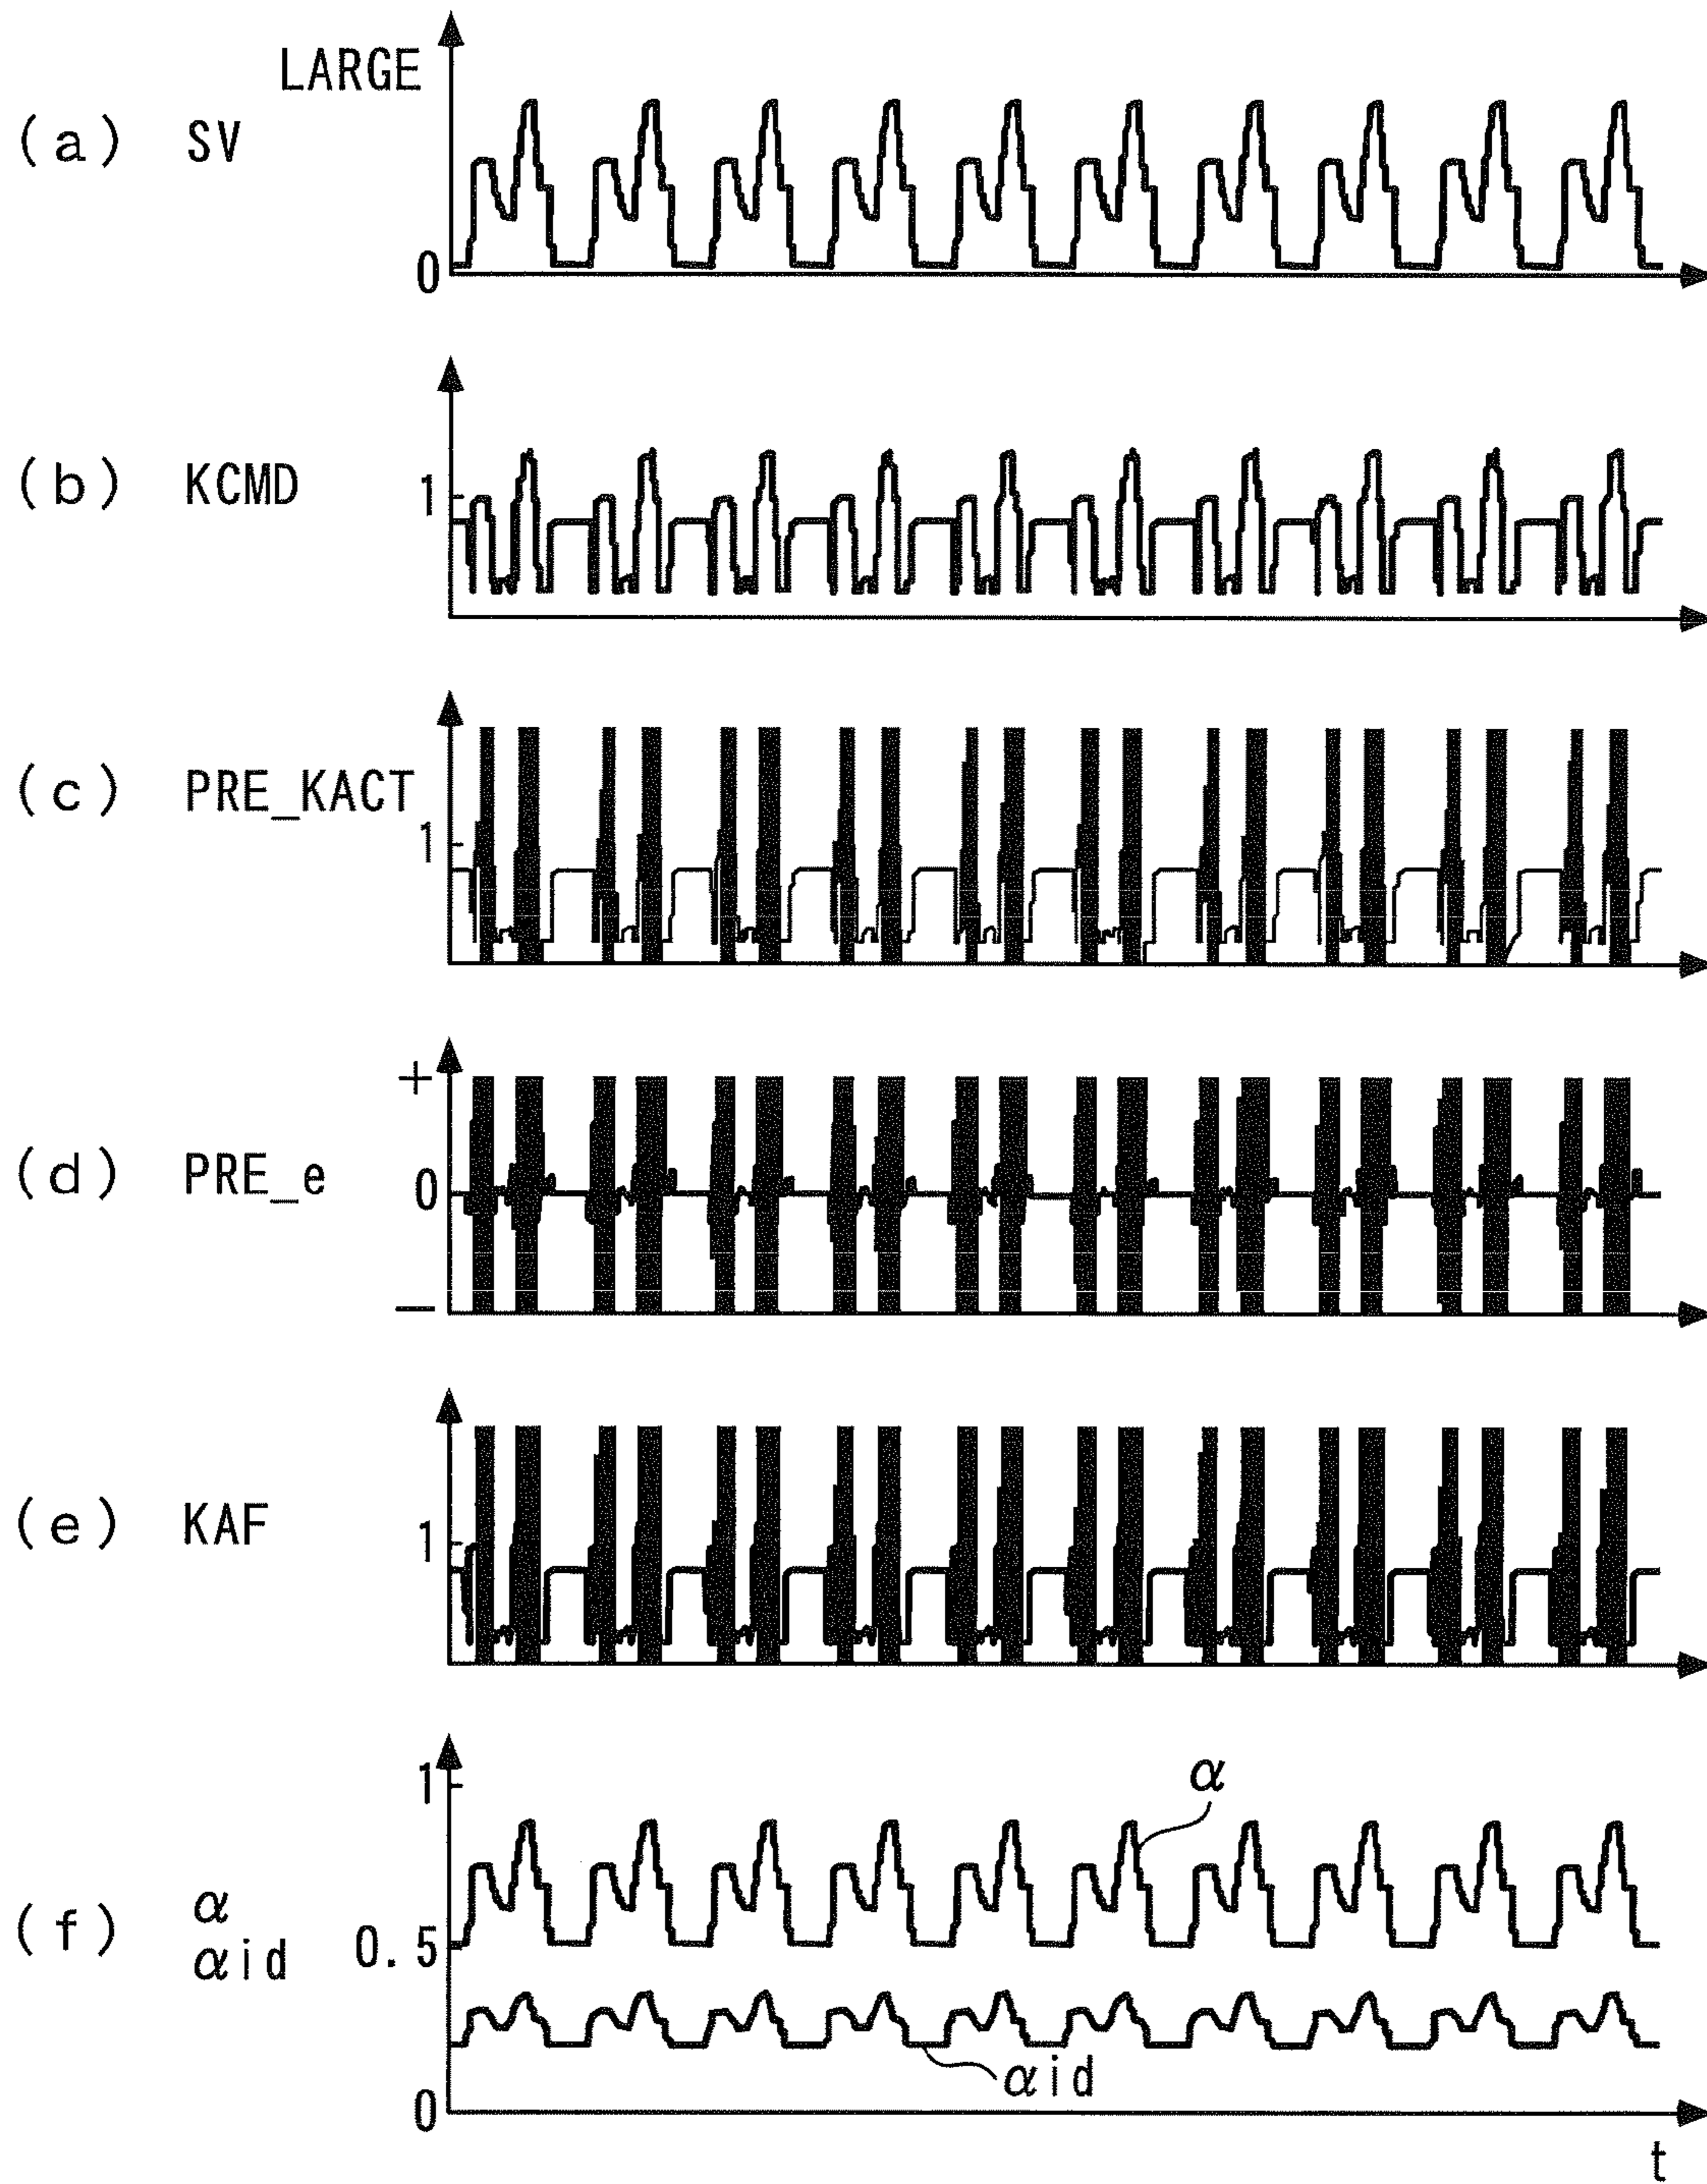 LARGE
(a) SV
0
(b) KCMD
1
(c) PRE_KACT
1
+
(d) PRE_e
0
−
(e) KAF
1
1
α
(f) α
αid
0.5
αid
0
t